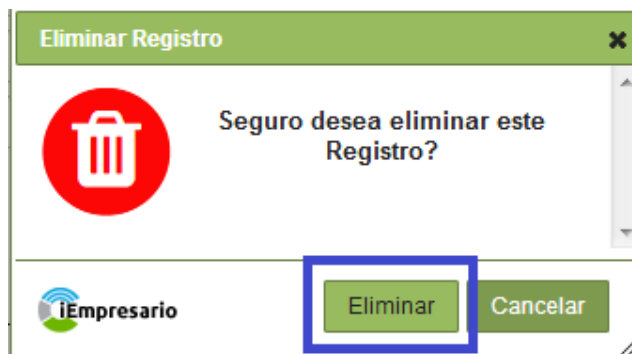 Eliminar Registro
Seguro desea eliminar este
Registro?
iEmpresario
Eliminar
Cancelar